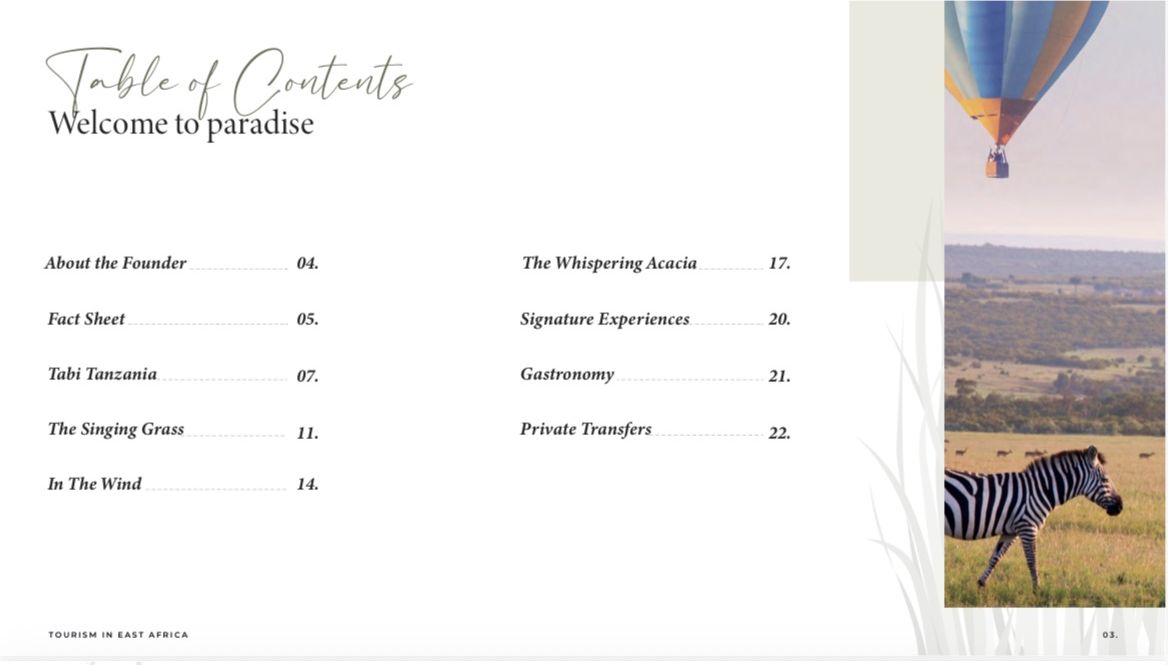 Table of Contents
Welcome to paradise
About the Founder 04.
Fact Sheet 05.
Tabi Tanzania 07.
The Singing Grass 11.
In The Wind 14.
The Whispering Acacia 17.
Signature Experiences 20.
Gastronomy 21.
Private Transfers 22.
TOURISM IN EAST AFRICA
03.